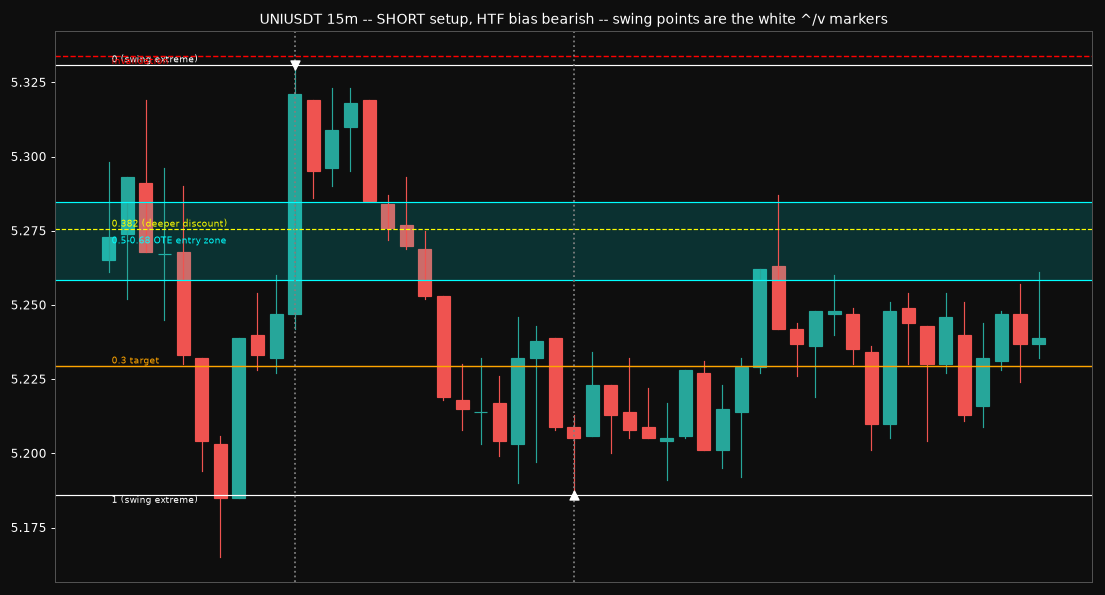 UNIUSDT 15m -- SHORT setup, HTF bias bearish -- swing points are the white ^/v markers
0 (swing extreme)
5.325
5.300
0.382 (deeper discount)
5.275
0.5-0.66 OTE entry zone
5.250
0.3 target
5.225
5.200
1 (swing extreme)
5.175